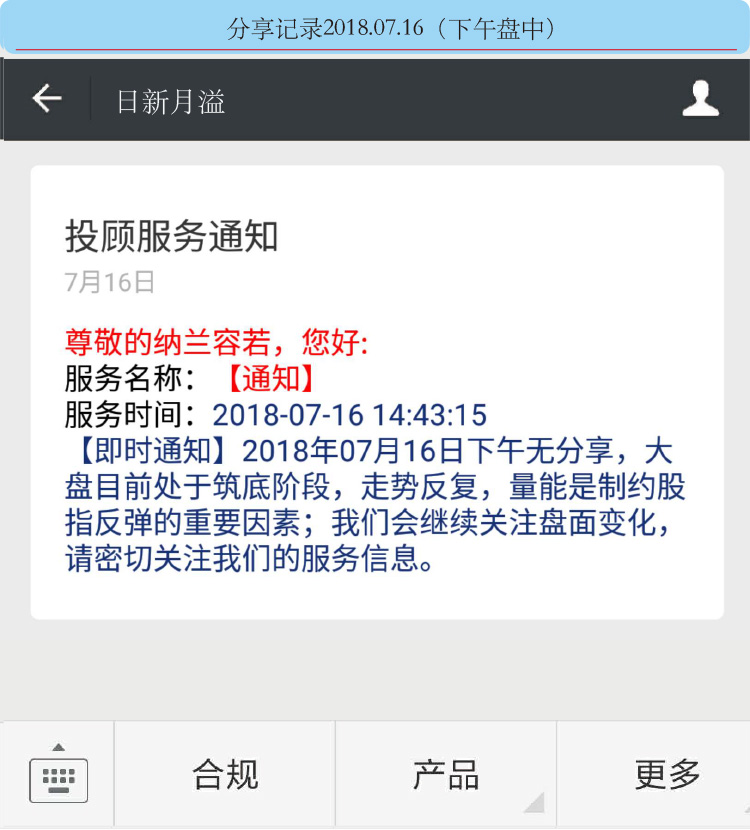 分享记录2018.07.16（下午盘中）
日新月溢
投顾服务通知
7月16日
尊敬的纳兰容若，您好:
服务名称：【通知】
服务时间：2018-07-16 14:43:15
【即时通知】2018年07月16日下午无分享，大
盘目前处于筑底阶段，走势反复，量能是制约股
指反弹的重要因素；我们会继续关注盘面变化，
请密切关注我们的服务信息。
合规 产品 更多